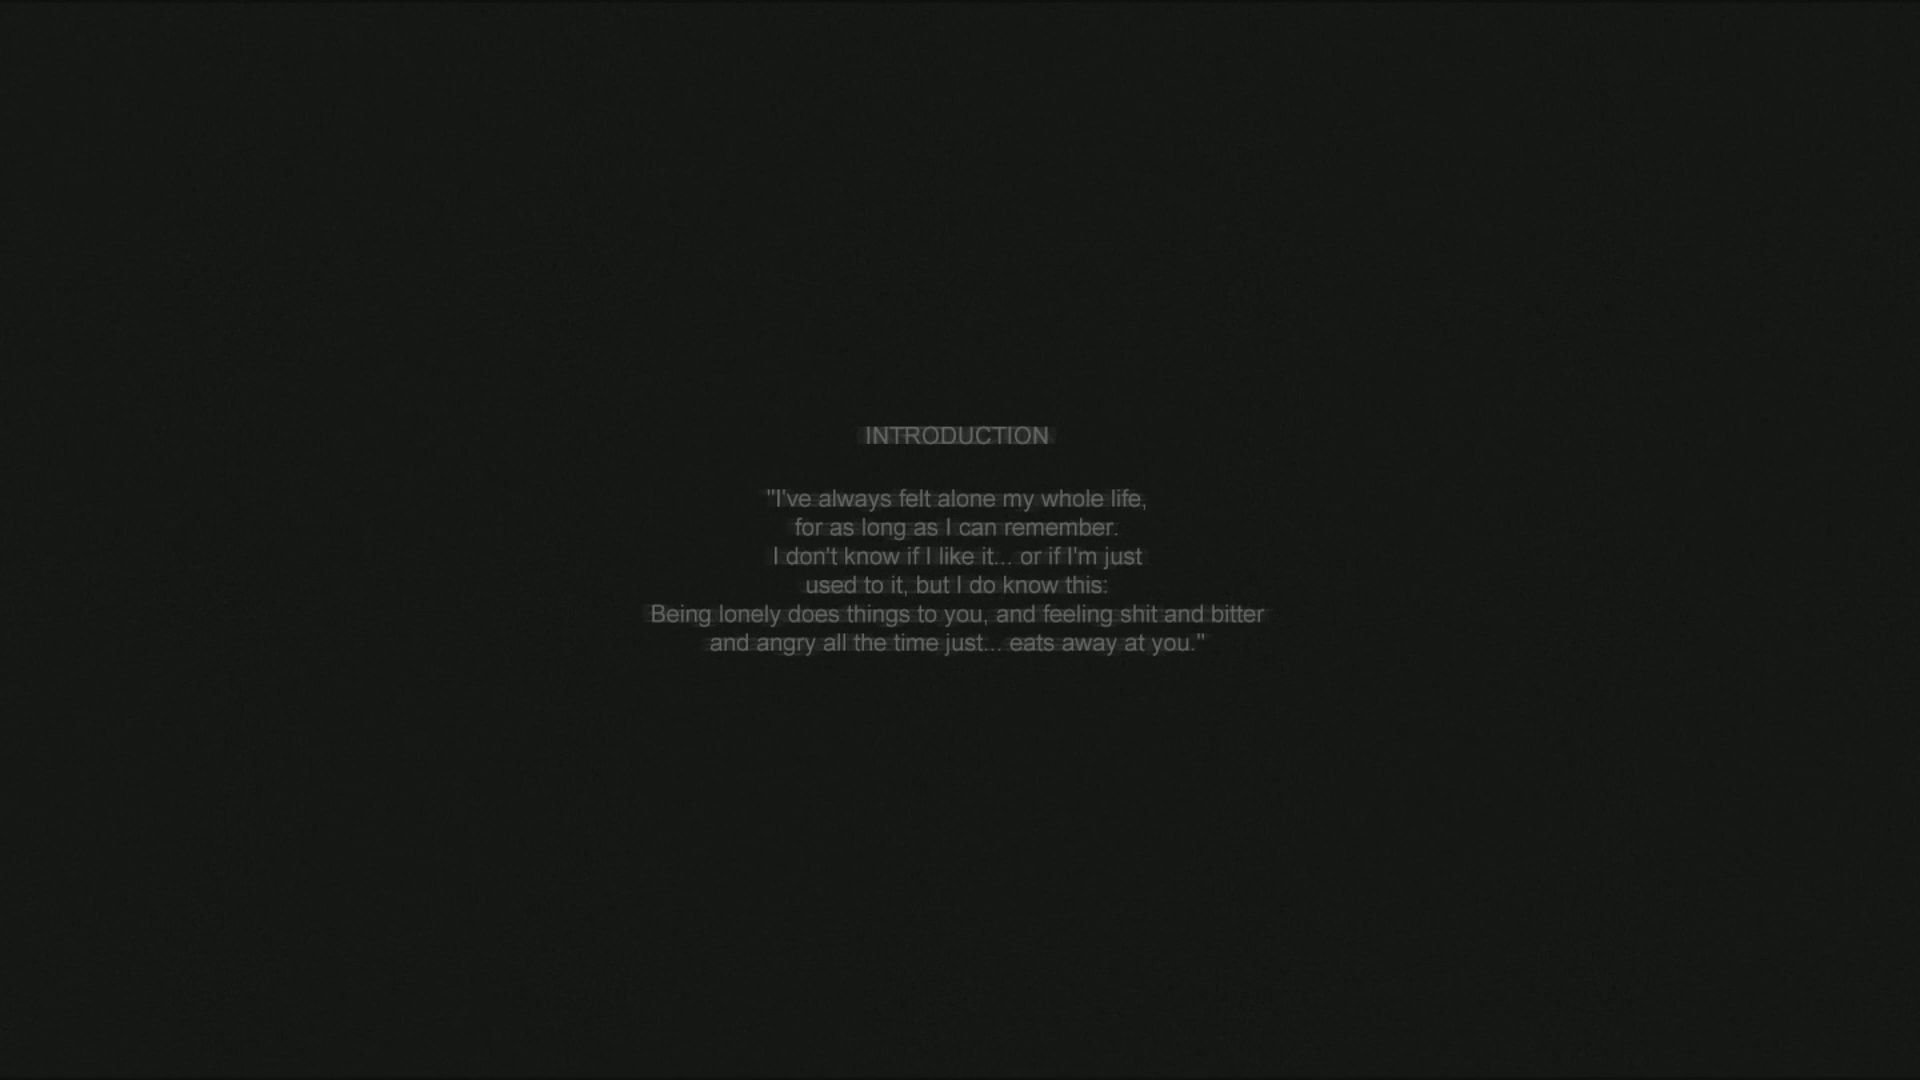 INTRODUCTION
"I've always felt alone my whole life,
for as long as I can remember.
I don't know if I like it... or if I'm just
used to it, but I do know this:
Being lonely does things to you, and feeling shit and bitter
and angry all the time just... eats away at you."